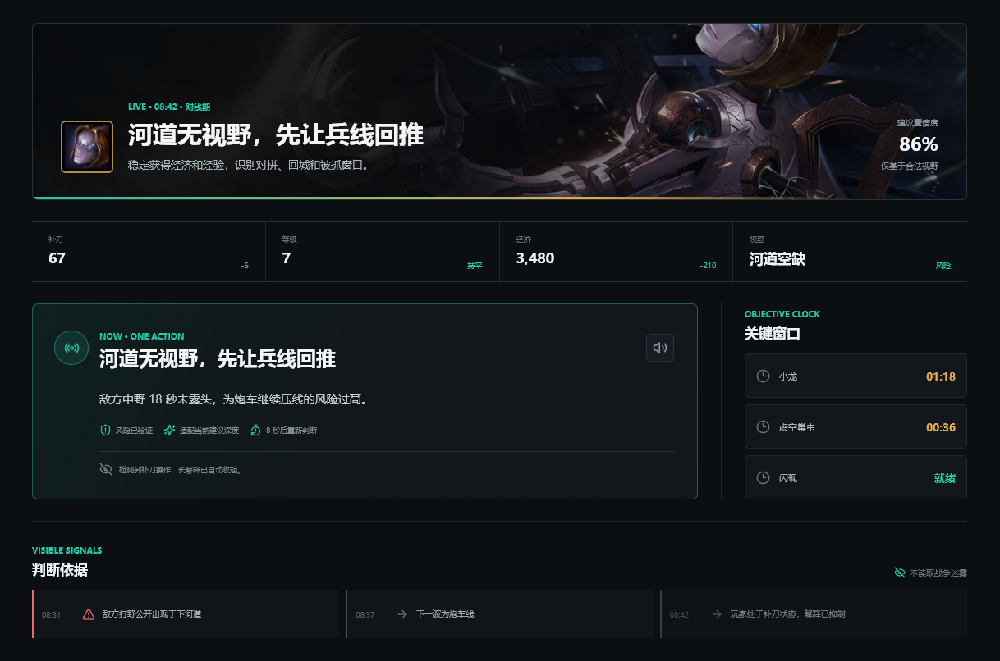 LIVE • 08:42 • 对线期
河道无视野，先让兵线回推
稳定获得经济和经验，识别对拼、回城和被抓窗口。
建议置信度
86%
仅基于合法视野
补刀
67
-6
等级
7
持平
经济
3,480
-210
视野
河道空缺
风险
NOW • ONE ACTION
河道无视野，先让兵线回推
敌方中野 18 秒未露头，为炮车继续压线的风险过高。
风险已验证
适配当前建议深度
8 秒后重新判断
检测到补刀操作，长解释已自动收起。
OBJECTIVE CLOCK
关键窗口
小龙
01:18
虚空巢虫
00:36
闪现
就绪
VISIBLE SIGNALS
判断依据
不读取战争迷雾
08:31
敌方打野公开出现于下河道
08:37
下一波为炮车线
08:42
玩家处于补刀状态，解释已抑制